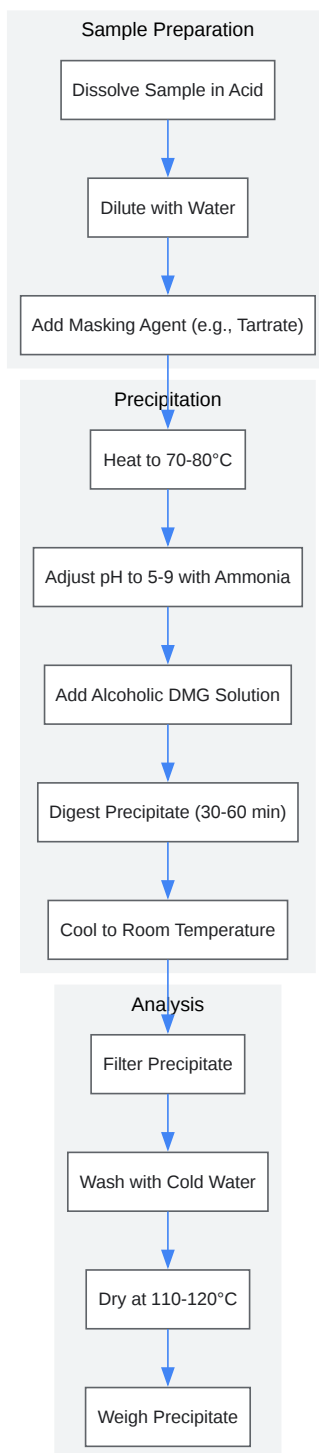 Sample Preparation
Dissolve Sample in Acid
Dilute with Water
Add Masking Agent (e.g., Tartrate)
Precipitation
Heat to 70-80°C
Adjust pH to 5-9 with Ammonia
Add Alcoholic DMG Solution
Digest Precipitate (30-60 min)
Cool to Room Temperature
Analysis
Filter Precipitate
Wash with Cold Water
Dry at 110-120°C
Weigh Precipitate